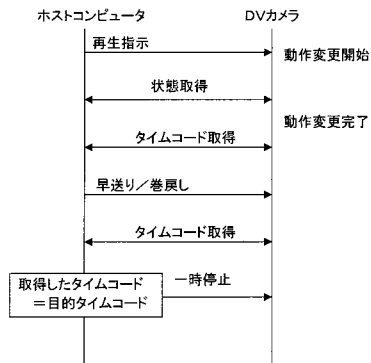 ホストコンピュータ
DVカメラ
再生指示
動作変更開始
状態取得
動作変更完了
タイムコード取得
早送り／巻戻し
タイムコード取得
取得したタイムコード
＝目的タイムコード
一時停止